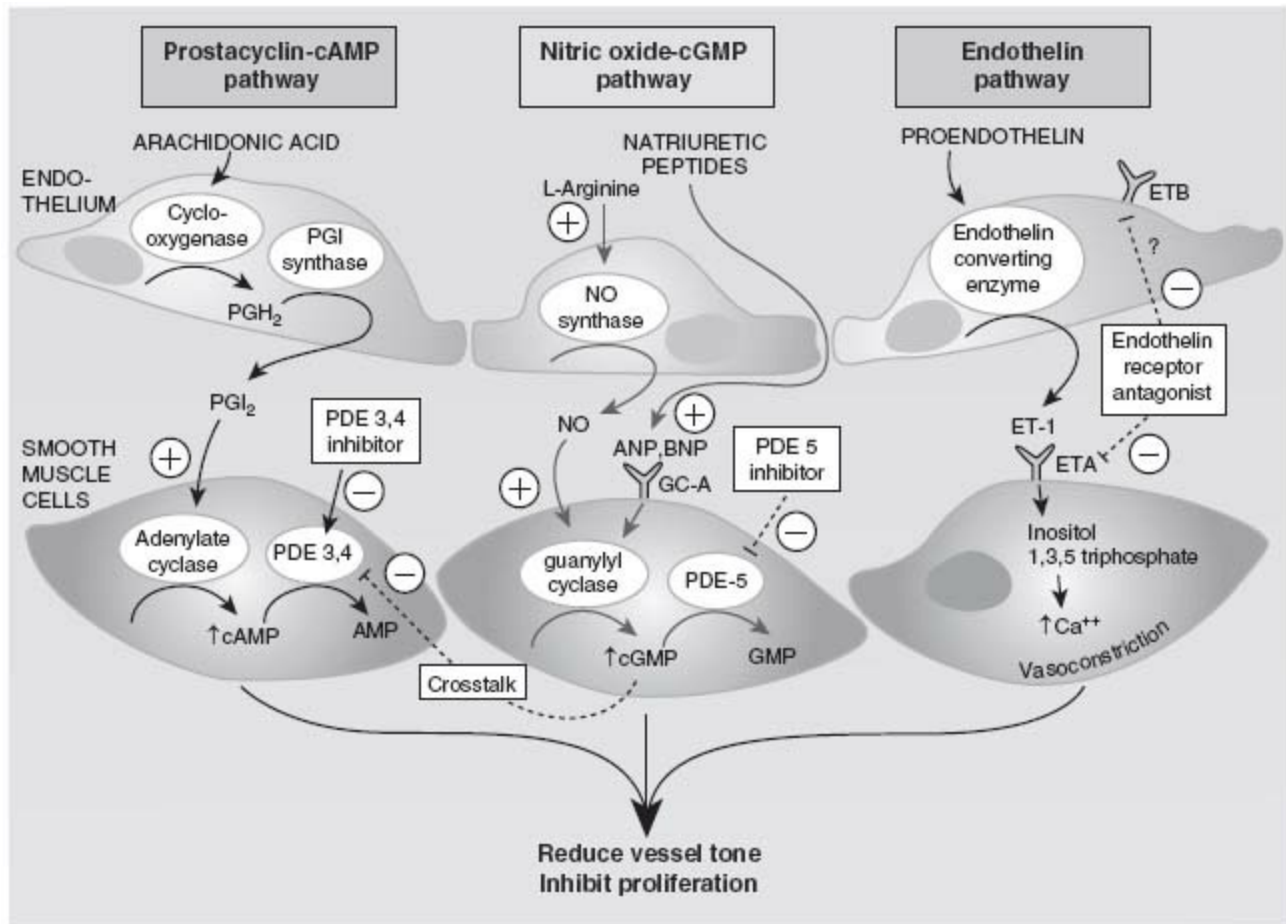 Prostacyclin-cAMP
pathway
Nitric oxide-cGMP
pathway
Endothelin
pathway
ARACHIDONIC ACID
ENDO-
THELIUM
Cyclo-
oxygenase
PGI
synthase
PGH₂
PGI₂
PDE 3,4
inhibitor
SMOOTH
MUSCLE
CELLS
+
−
Adenylate
cyclase
PDE 3,4
−
↑cAMP
AMP
Crosstalk
NATRIURETIC
PEPTIDES
L-Arginine
+
NO
synthase
NO
+
ANP,BNP
GC-A
PDE 5
inhibitor
+
−
guanylyl
cyclase
PDE-5
↑cGMP
GMP
PROENDOTHELIN
ETB
Endothelin
converting
enzyme
?
−
Endothelin
receptor
antagonist
ET-1
ETA
−
Inositol
1,3,5 triphosphate
↑Ca⁺⁺
Vasoconstriction
Reduce vessel tone
Inhibit proliferation